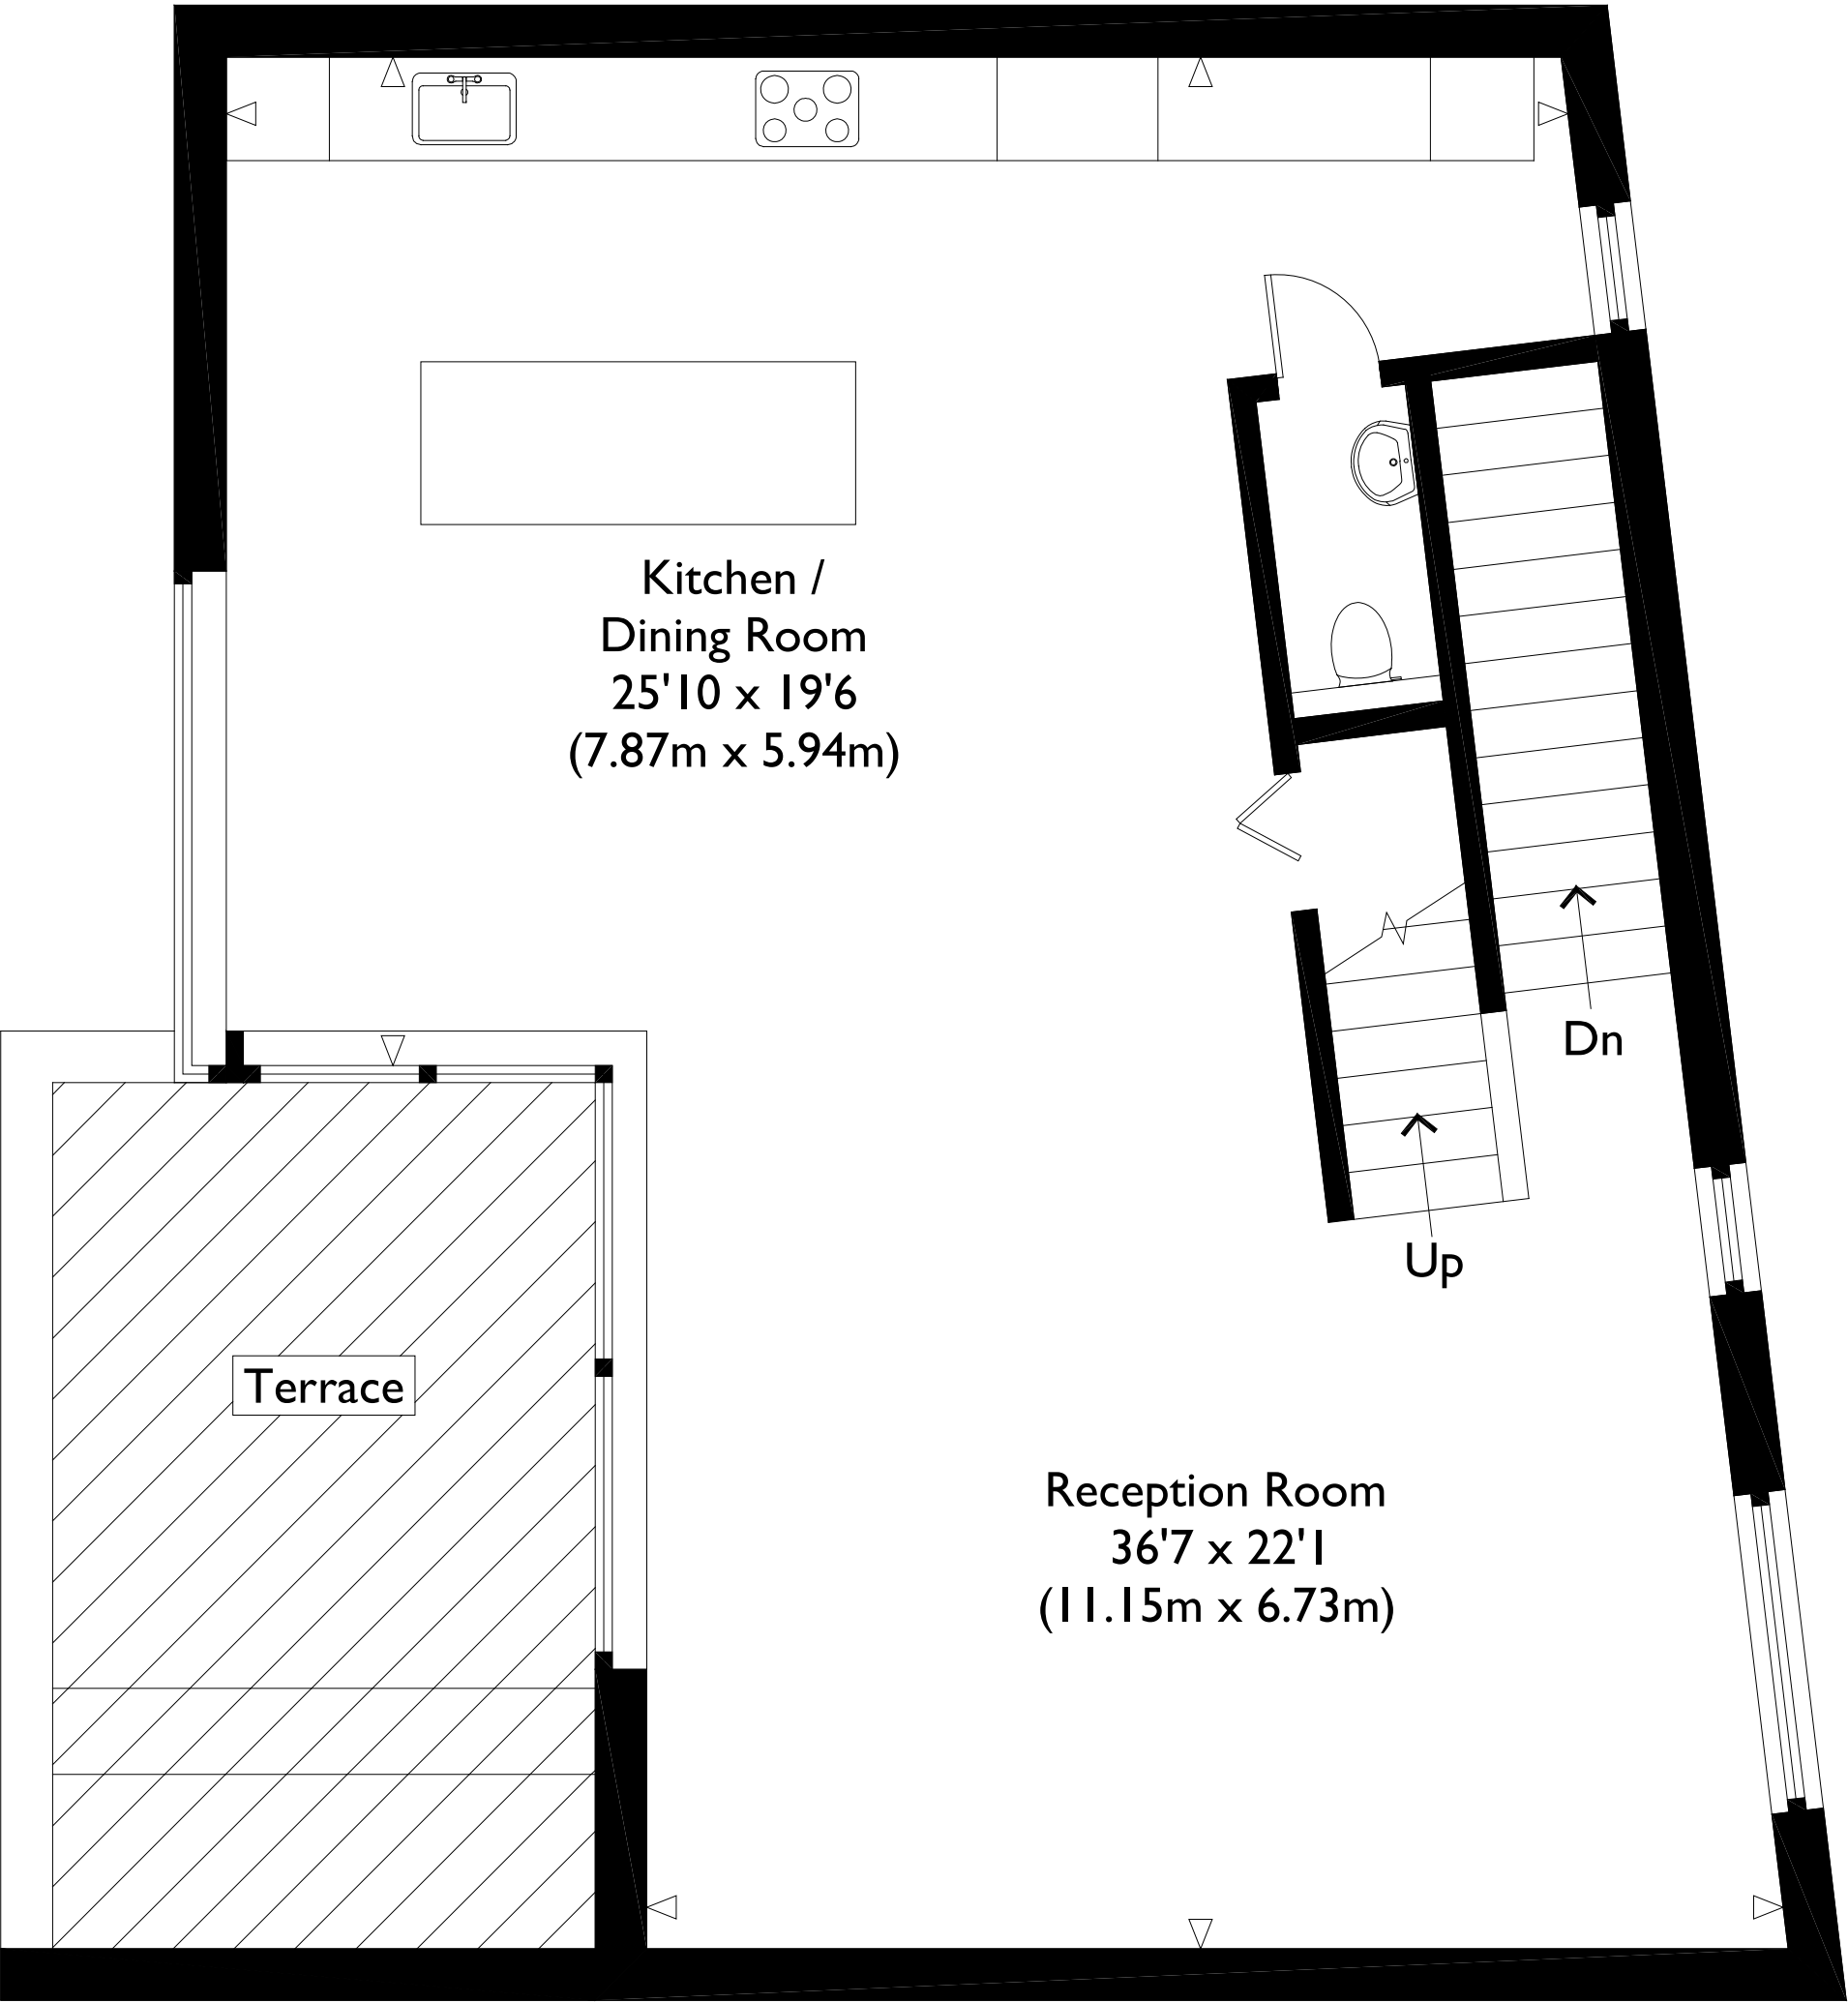 Kitchen /
Dining Room
25'10 x 19'6
(7.87m x 5.94m)
Dn
Up
Terrace
Reception Room
36'7 x 22'1
(11.15m x 6.73m)